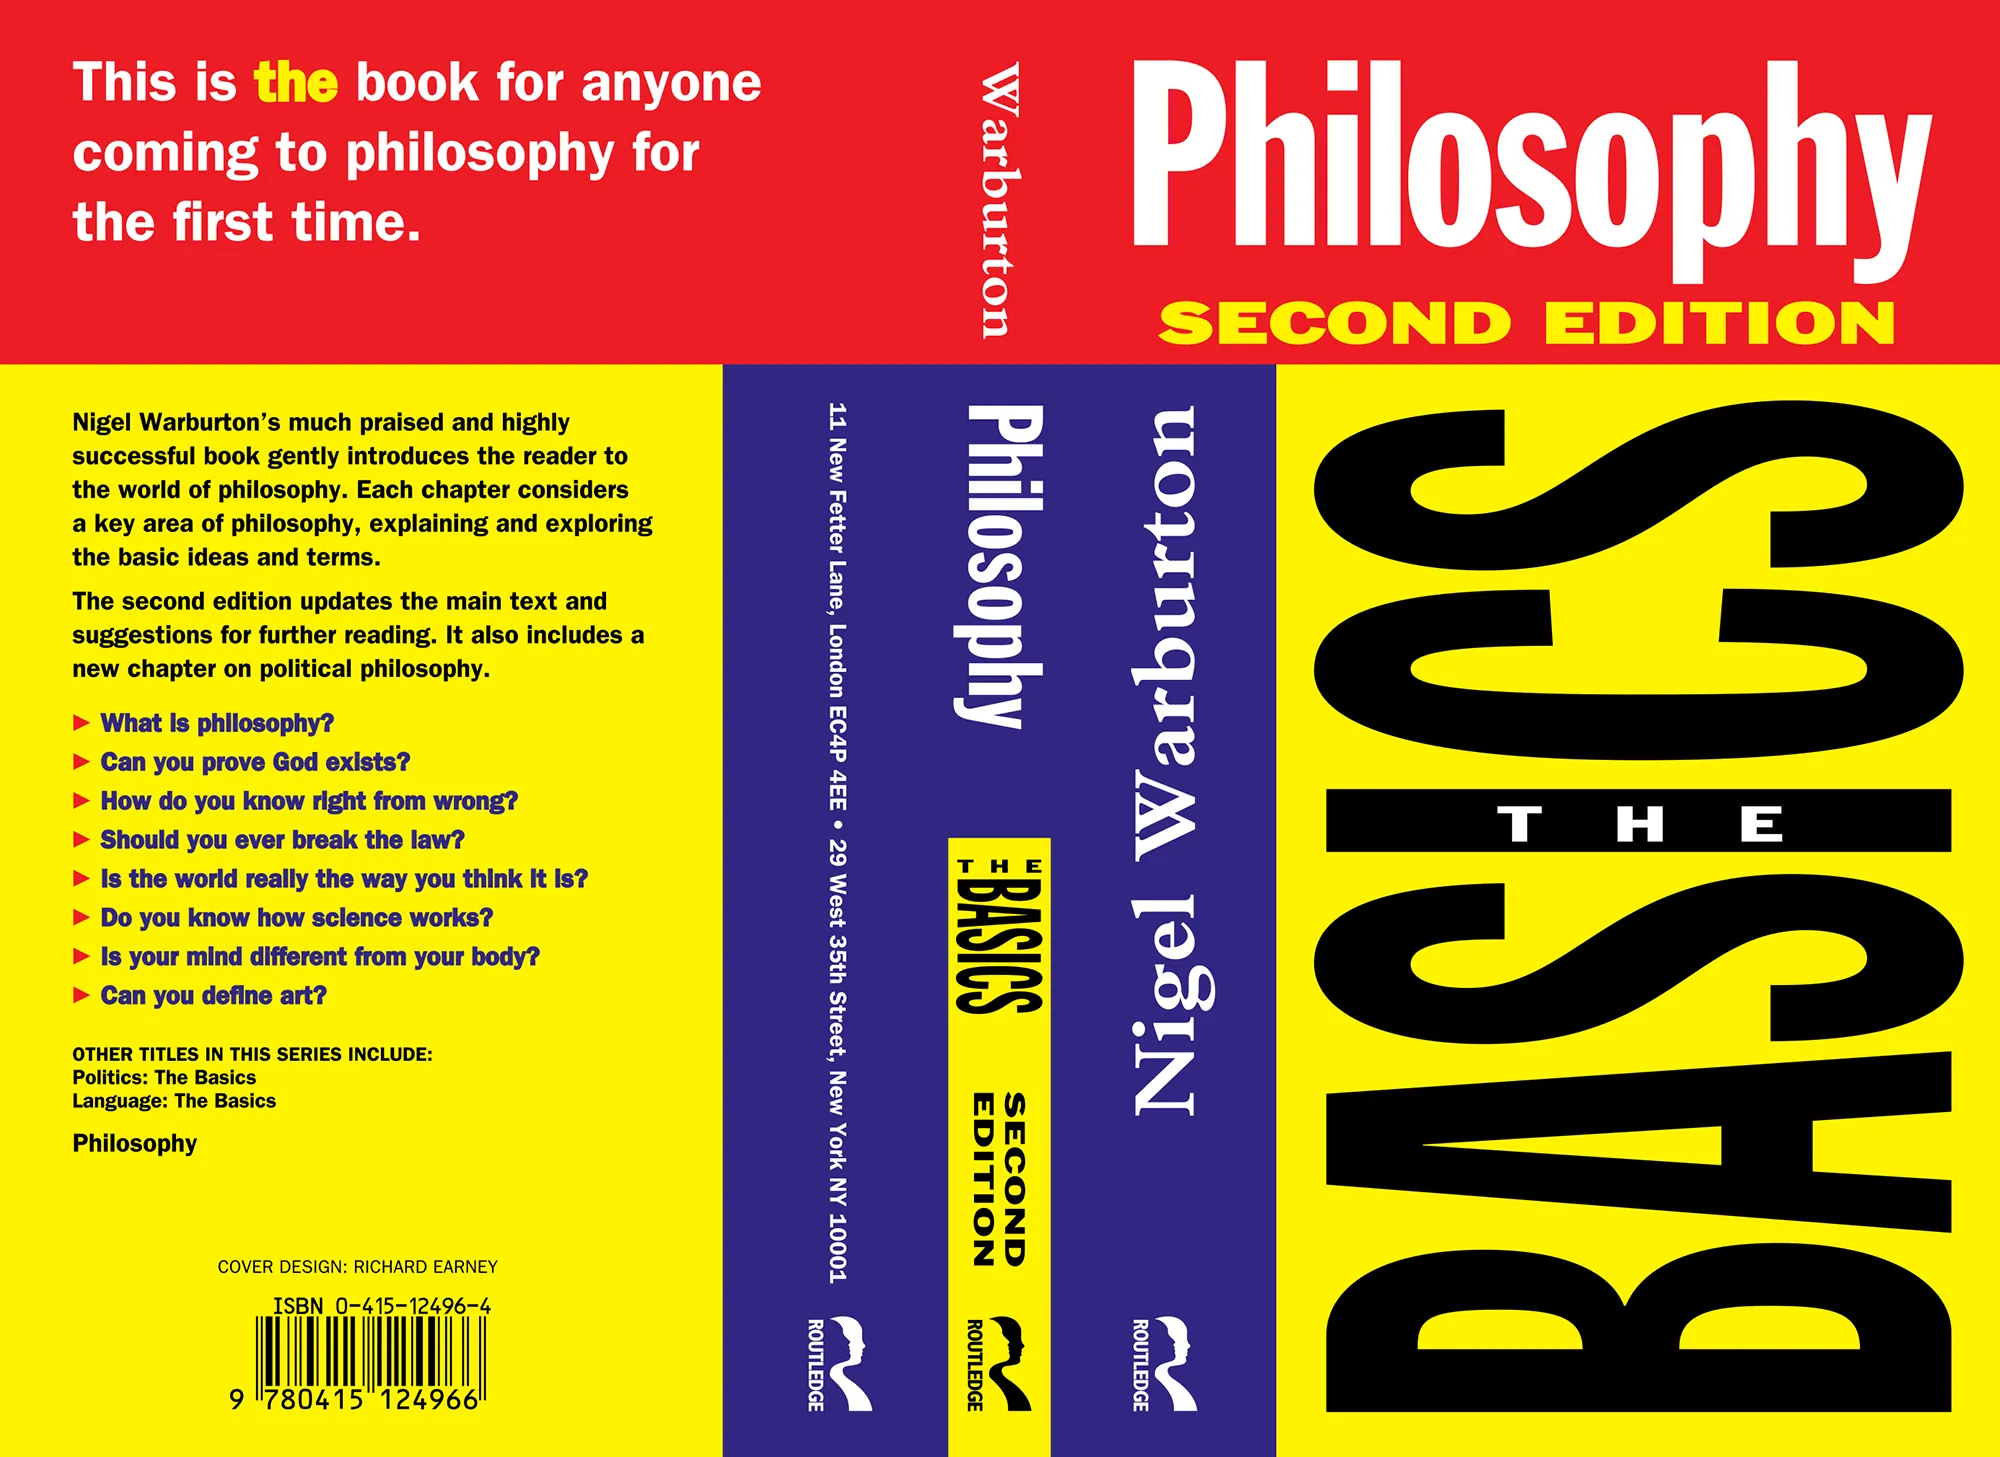 This is the book for anyone
coming to philosophy for
the first time.
Nigel Warburton’s much praised and highly
successful book gently introduces the reader to
the world of philosophy. Each chapter considers
a key area of philosophy, explaining and exploring
the basic ideas and terms.
The second edition updates the main text and
suggestions for further reading. It also includes a
new chapter on political philosophy.
► What is philosophy?
► Can you prove God exists?
► How do you know right from wrong?
► Should you ever break the law?
► Is the world really the way you think it is?
► Do you know how science works?
► Is your mind different from your body?
► Can you define art?
OTHER TITLES IN THIS SERIES INCLUDE:
Politics: The Basics
Language: The Basics
Philosophy
COVER DESIGN: RICHARD EARNEY
ISBN 0-415-12496-4
9 780415 124966
11 New Fetter Lane, London EC4P 4EE • 29 West 35th Street, New York NY 10001
ROUTLEDGE
Warburton
Philosophy
THE
BASICS
SECOND
EDITION
ROUTLEDGE
Philosophy
SECOND EDITION
Nigel Warburton
ROUTLEDGE
THE
BASICS